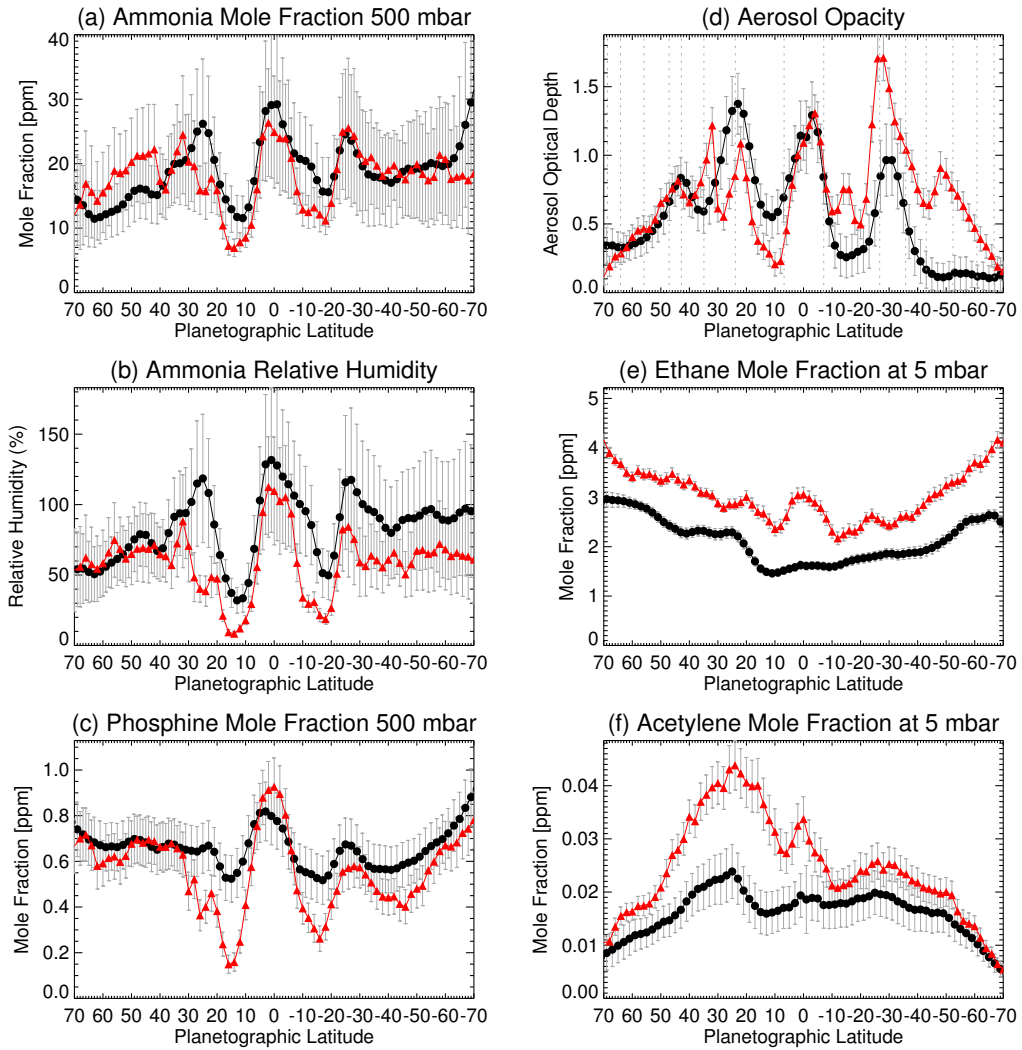 (a) Ammonia Mole Fraction 500 mbar
Mole Fraction [ppm]
40
30
20
10
0
70 60 50 40 30 20 10 0 -10 -20 -30 -40 -50 -60 -70
Planetographic Latitude
(b) Ammonia Relative Humidity
Relative Humidity (%)
150
100
50
0
70 60 50 40 30 20 10 0 -10 -20 -30 -40 -50 -60 -70
Planetographic Latitude
(c) Phosphine Mole Fraction 500 mbar
Mole Fraction [ppm]
1.0
0.8
0.6
0.4
0.2
0.0
70 60 50 40 30 20 10 0 -10 -20 -30 -40 -50 -60 -70
Planetographic Latitude
(d) Aerosol Opacity
Aerosol Optical Depth
1.5
1.0
0.5
0.0
70 60 50 40 30 20 10 0 -10 -20 -30 -40 -50 -60 -70
Planetographic Latitude
(e) Ethane Mole Fraction at 5 mbar
Mole Fraction [ppm]
5
4
3
2
1
0
70 60 50 40 30 20 10 0 -10 -20 -30 -40 -50 -60 -70
Planetographic Latitude
(f) Acetylene Mole Fraction at 5 mbar
Mole Fraction [ppm]
0.04
0.03
0.02
0.01
0.00
70 60 50 40 30 20 10 0 -10 -20 -30 -40 -50 -60 -70
Planetographic Latitude